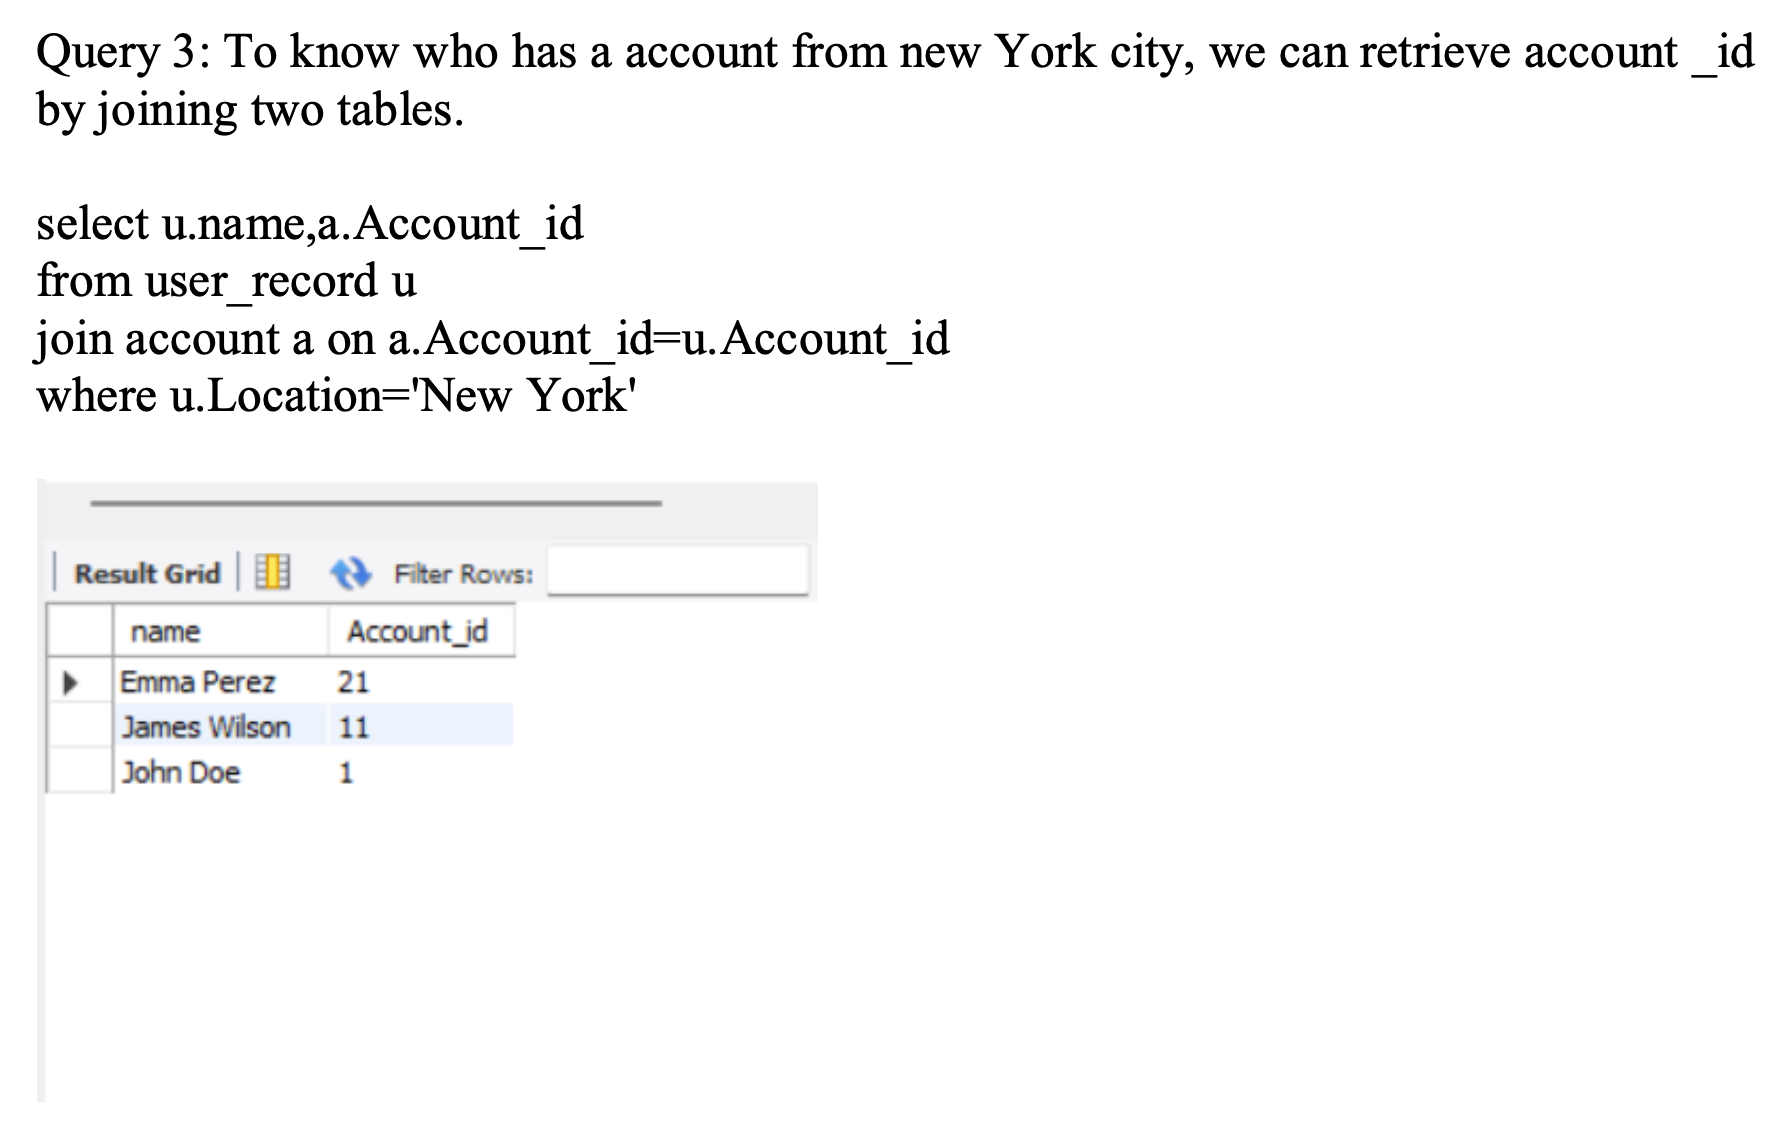 Query 3: To know who has a account from new York city, we can retrieve account _id
by joining two tables.
select u.name,a.Account_id
from user_record u
join account a on a.Account_id=u.Account_id
where u.Location='New York'
Result Grid Filter Rows:
name Account_id
Emma Perez 21
James Wilson 11
John Doe 1